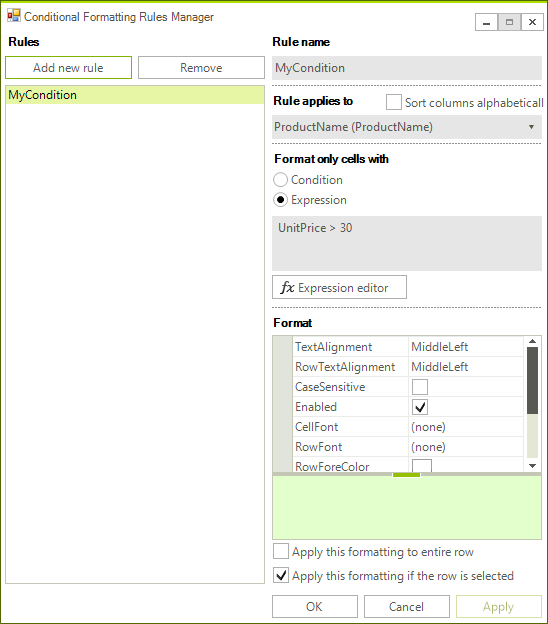 Conditional Formatting Rules Manager
Rules
Add new rule
Remove
MyCondition
Rule name
MyCondition
Rule applies to
Sort columns alphabeticall
ProductName (ProductName)
Format only cells with
Condition
Expression
UnitPrice > 30
fx Expression editor
Format
TextAlignment MiddleLeft
RowTextAlignment MiddleLeft
CaseSensitive
Enabled
CellFont (none)
RowFont (none)
RowForeColor
Apply this formatting to entire row
Apply this formatting if the row is selected
OK
Cancel
Apply